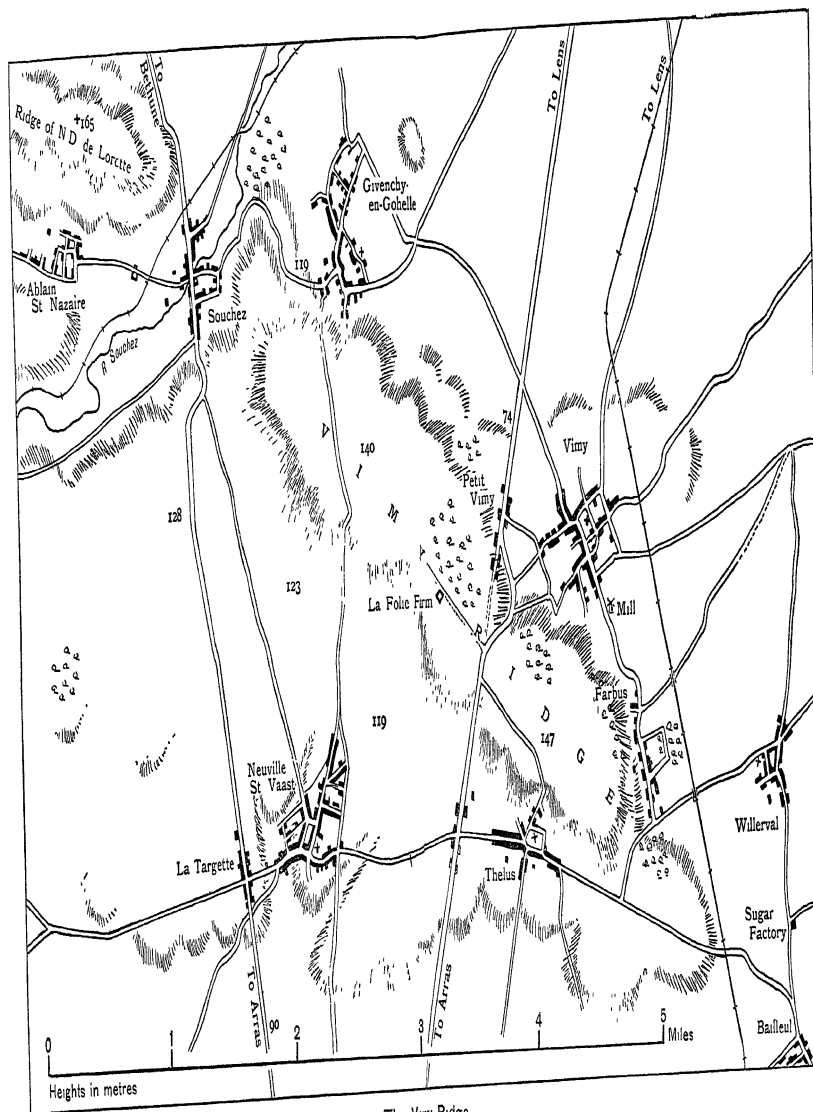 To
Bethune
To Lens
To Lens
+165
Ridge of N D de Lorette
Givenchy-
en-Gohelle
119
Ablain
St Nazaire
Souchez
R Souchez
74
Vimy
140
Petit
Vimy
VIMY RIDGE
128
123
La Folie Firm
Mill
Farbus
119
147
Neuville
St Vaast
Willerval
La Targette
Thelus
Sugar
Factory
To Arras
To Arras
90
Bailleul
0 1 2 3 4 5
Miles
Heights in metres